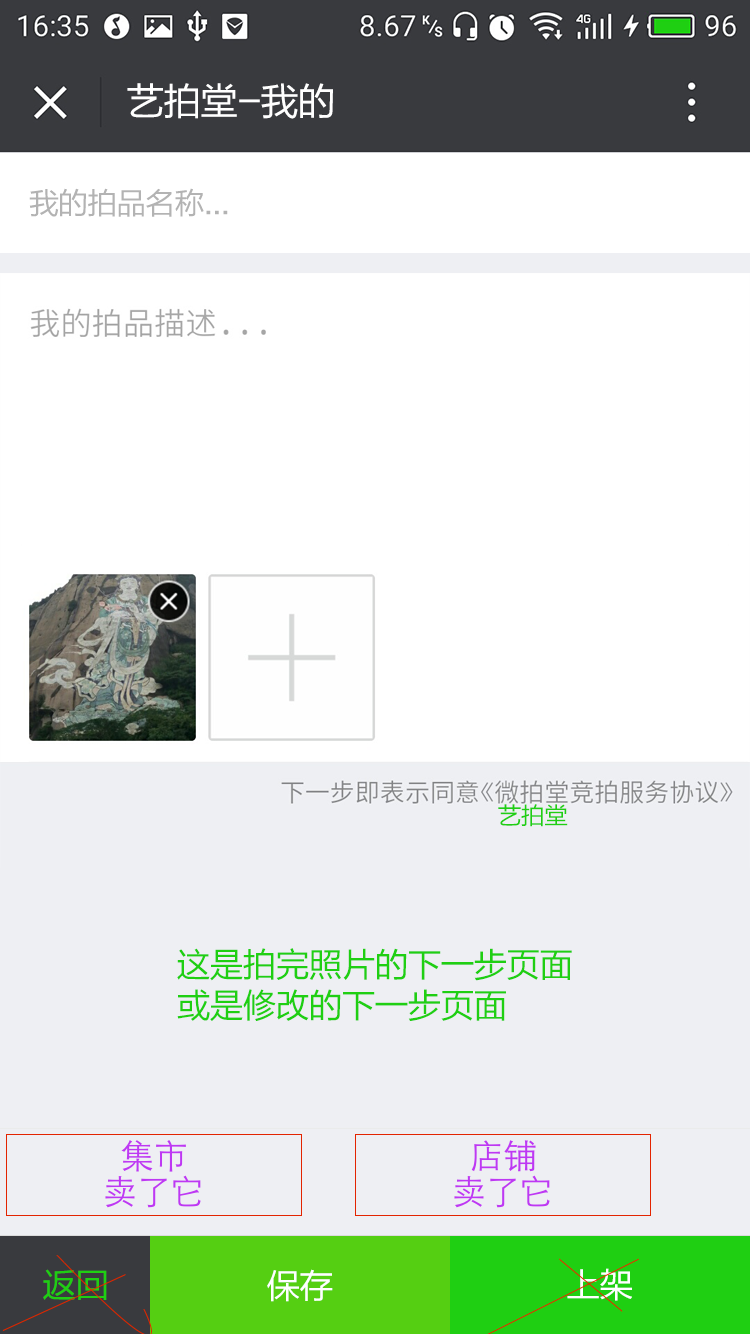 16:35 8.67 K/s 4G 96
艺拍堂-我的
我的拍品名称...
我的拍品描述...
下一步即表示同意《微拍堂竞拍服务协议》
艺拍堂
这是拍完照片的下一步页面
或是修改的下一步页面
集市 店铺
卖了它 卖了它
返回 保存 上架